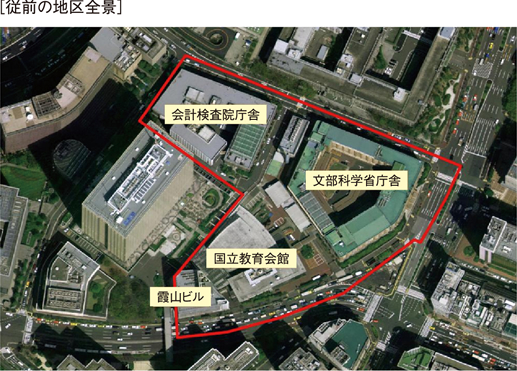 [従前の地区全景]
会計検査院庁舎
文部科学省庁舎
国立教育会館
霞山ビル